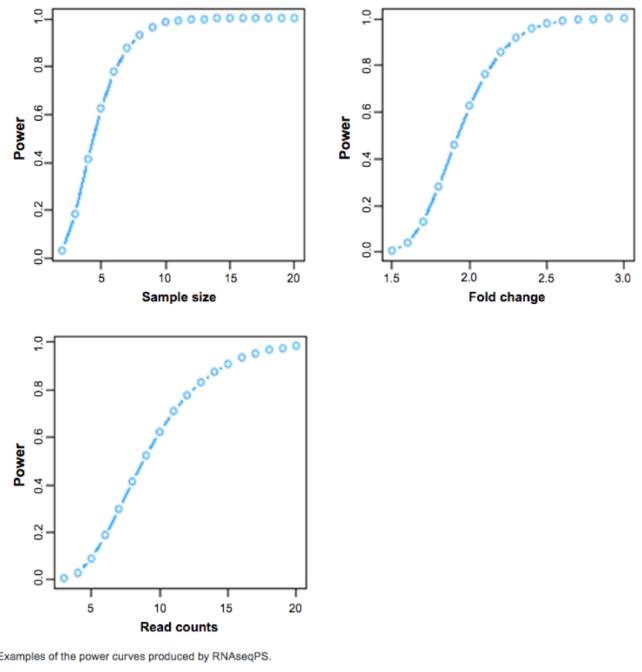 1.0
0.8
0.6
0.4
0.2
0.0
Power
5 10 15 20
Sample size
1.0
0.8
0.6
0.4
0.2
0.0
Power
1.5 2.0 2.5 3.0
Fold change
1.0
0.8
0.6
0.4
0.2
0.0
Power
5 10 15 20
Read counts
Examples of the power curves produced by RNAseqPS.